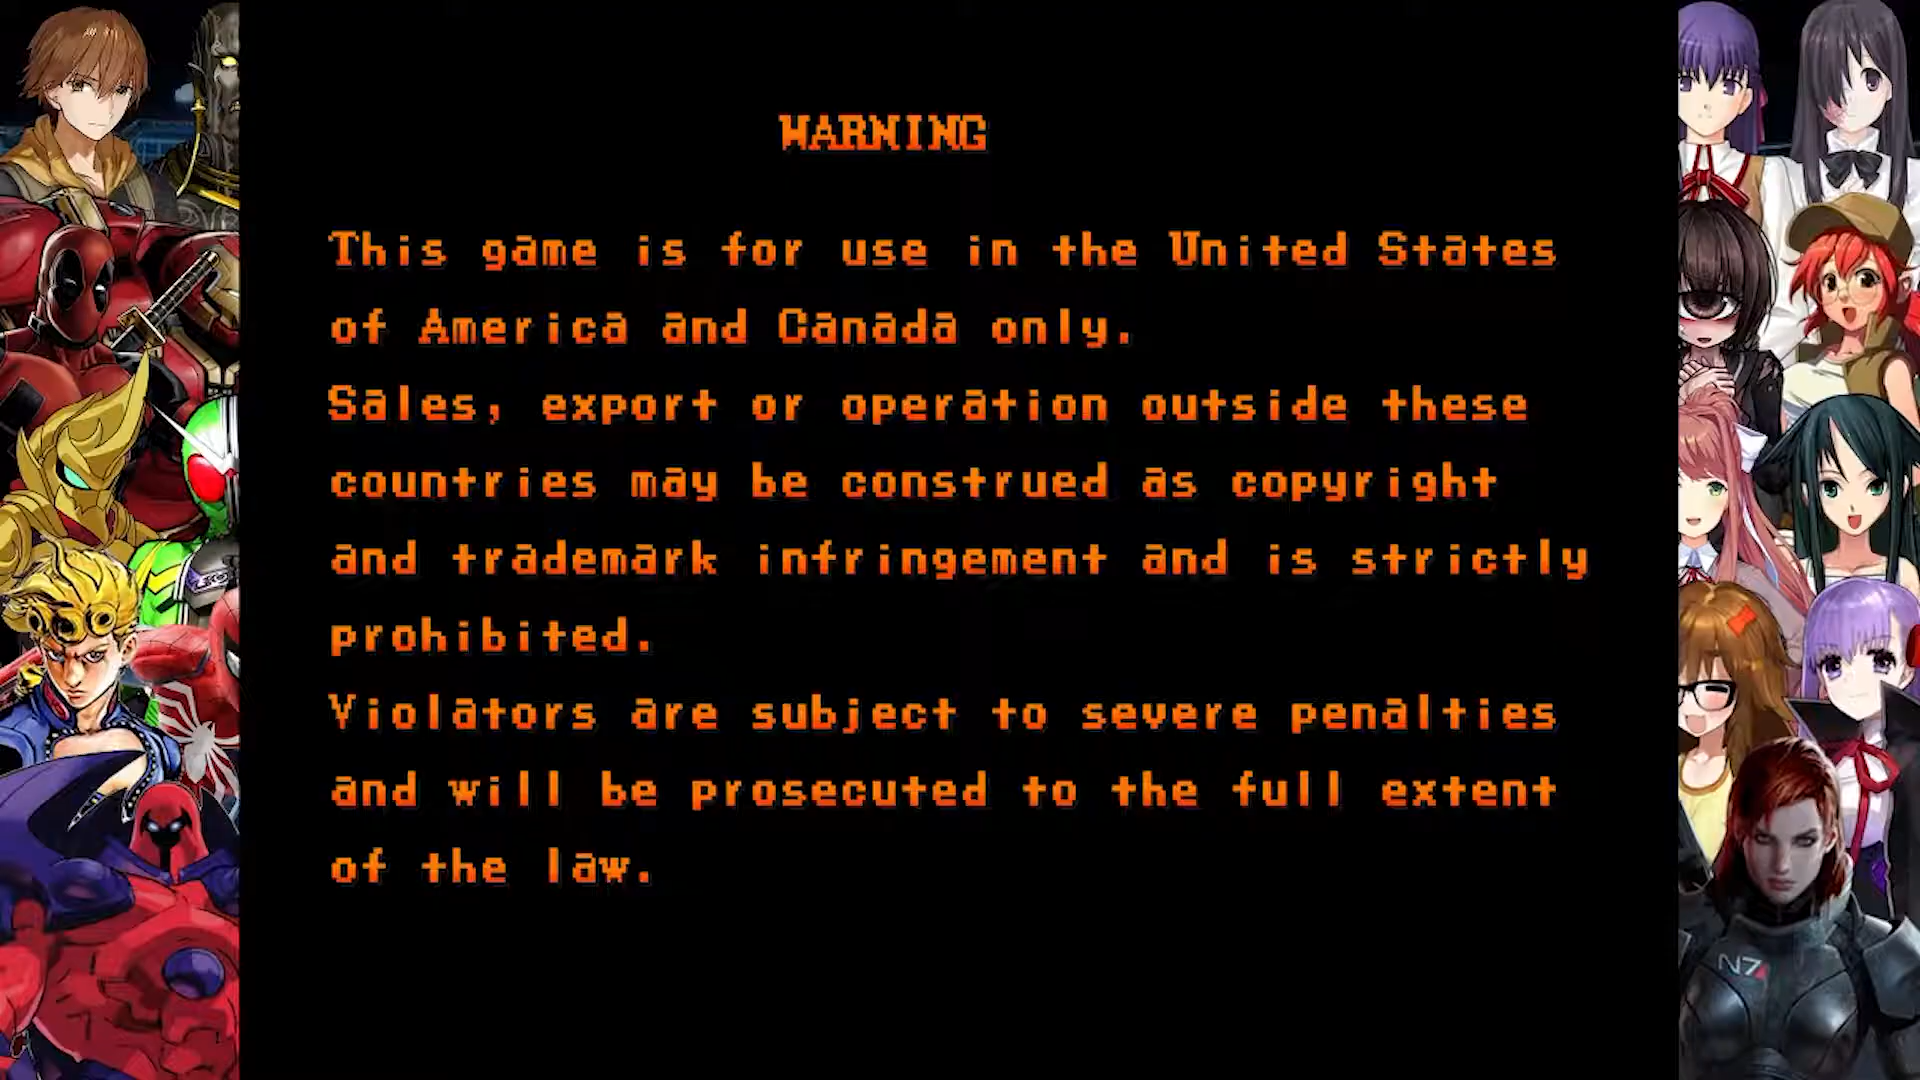 WARNING
This game is for use in the United States
of America and Canada only.
Sales, export or operation outside these
countries may be construed as copyright
and trademark infringement and is strictly
prohibited.
Violators are subject to severe penalties
and will be prosecuted to the full extent
of the law.
N7